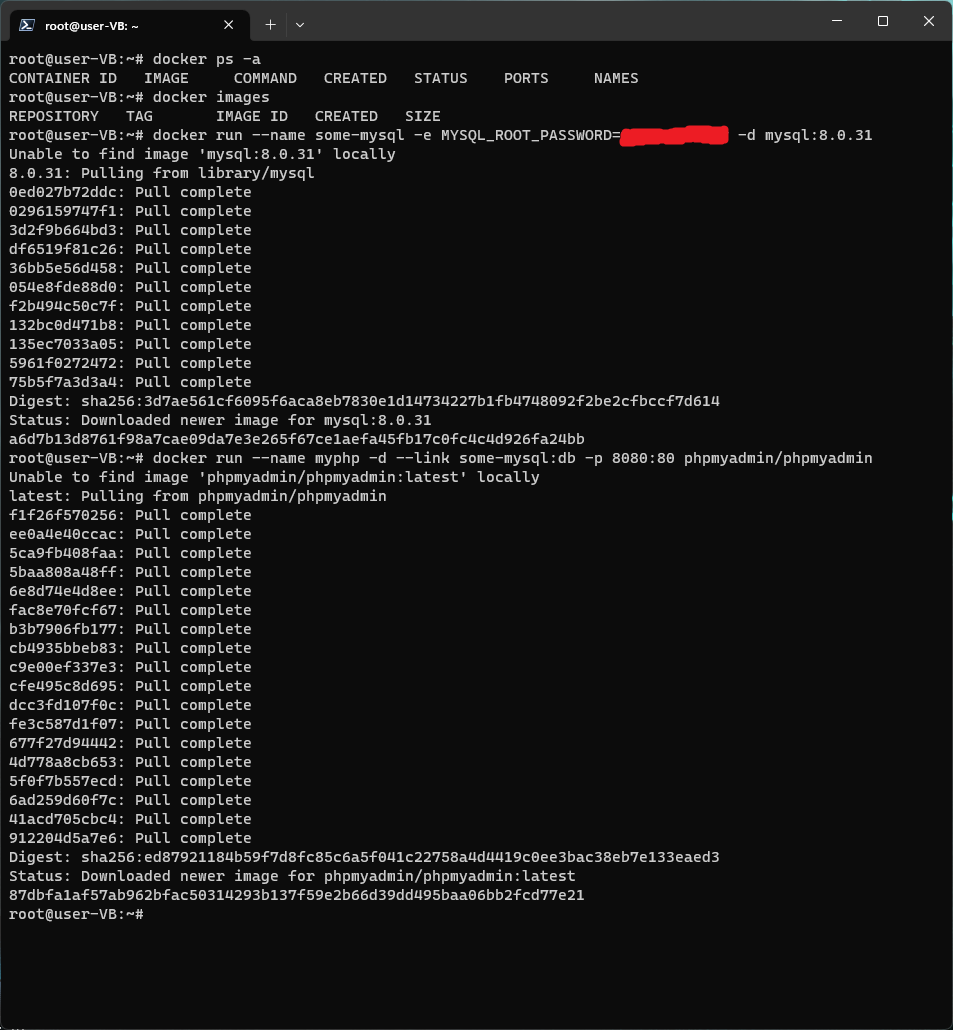 root@user-VB: ~
root@user-VB:~# docker ps -a
CONTAINER ID   IMAGE     COMMAND   CREATED   STATUS    PORTS     NAMES
root@user-VB:~# docker images
REPOSITORY   TAG       IMAGE ID   CREATED   SIZE
root@user-VB:~# docker run --name some-mysql -e MYSQL_ROOT_PASSWORD= -d mysql:8.0.31
Unable to find image 'mysql:8.0.31' locally
8.0.31: Pulling from library/mysql
0ed027b72ddc: Pull complete
0296159747f1: Pull complete
3d2f9b664bd3: Pull complete
df6519f81c26: Pull complete
36bb5e56d458: Pull complete
054e8fde88d0: Pull complete
f2b494c50c7f: Pull complete
132bc0d471b8: Pull complete
135ec7033a05: Pull complete
5961f0272472: Pull complete
75b5f7a3d3a4: Pull complete
Digest: sha256:3d7ae561cf6095f6aca8eb7830e1d14734227b1fb4748092f2be2cfbccf7d614
Status: Downloaded newer image for mysql:8.0.31
a6d7b13d8761f98a7cae09da7e3e265f67ce1aefa45fb17c0fc4c4d926fa24bb
root@user-VB:~# docker run --name myphp -d --link some-mysql:db -p 8080:80 phpmyadmin/phpmyadmin
Unable to find image 'phpmyadmin/phpmyadmin:latest' locally
latest: Pulling from phpmyadmin/phpmyadmin
f1f26f570256: Pull complete
ee0a4e40ccac: Pull complete
5ca9fb408faa: Pull complete
5baa808a48ff: Pull complete
6e8d74e4d8ee: Pull complete
fac8e70fcf67: Pull complete
b3b7906fb177: Pull complete
cb4935bbeb83: Pull complete
c9e00ef337e3: Pull complete
cfe495c8d695: Pull complete
dcc3fd107f0c: Pull complete
fe3c587d1f07: Pull complete
677f27d94442: Pull complete
4d778a8cb653: Pull complete
5f0f7b557ecd: Pull complete
6ad259d60f7c: Pull complete
41acd705cbc4: Pull complete
912204d5a7e6: Pull complete
Digest: sha256:ed87921184b59f7d8fc85c6a5f041c22758a4d4419c0ee3bac38eb7e133eaed3
Status: Downloaded newer image for phpmyadmin/phpmyadmin:latest
87dbfa1af57ab962bfac50314293b137f59e2b66d39dd495baa06bb2fcd77e21
root@user-VB:~#